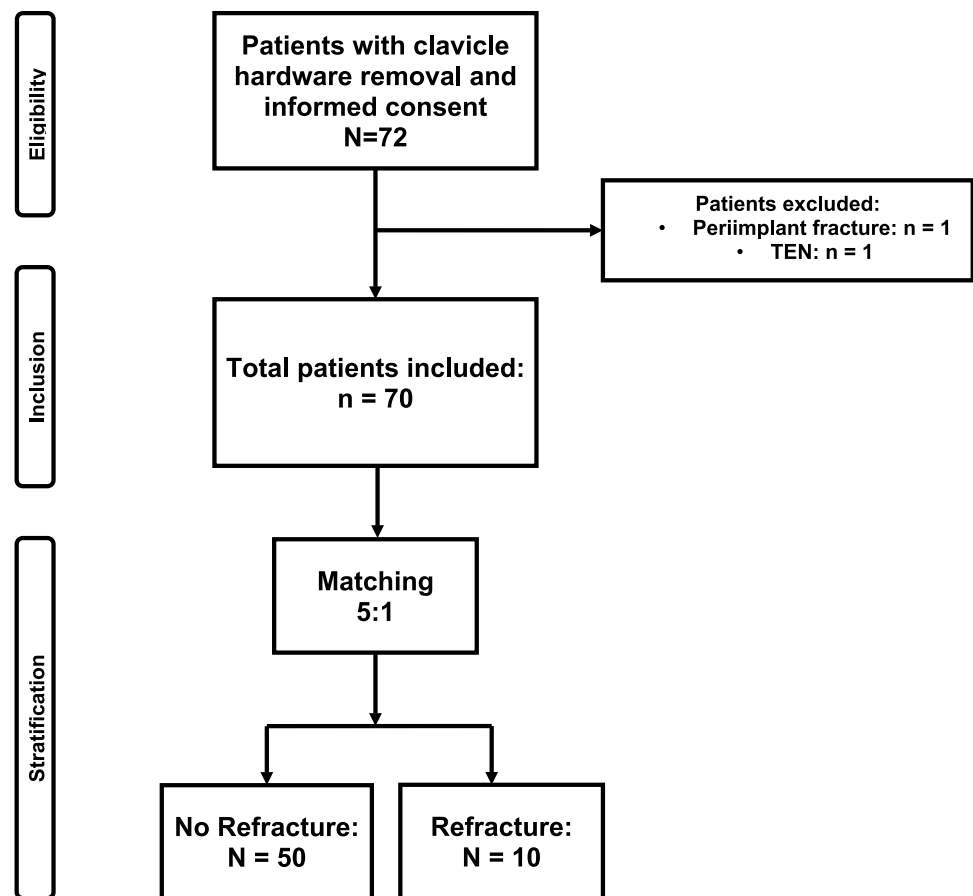 Eligibility
Patients with clavicle
hardware removal and
informed consent
N=72
Patients excluded:
• Periimplant fracture: n = 1
• TEN: n = 1
Inclusion
Total patients included:
n = 70
Stratification
Matching
5:1
No Refracture:
N = 50
Refracture:
N = 10